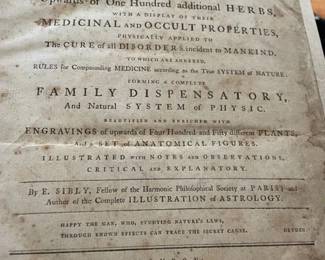 Upwards of One Hundred additional HERBS,
WITH A DISPLAY OF THEIR
MEDICINAL AND OCCULT PROPERTIES,
PHYSICALLY APPLIED TO
The CURE of all DISORDERS incident to MANKIND.
TO WHICH ARE ANNEXED,
RULES for Compounding MEDICINE according to the True SYSTEM of NATURE:
FORMING A COMPLETE
FAMILY DISPENSATORY,
And Natural SYSTEM of PHYSIC.
BEAUTIFIED AND ENRICHED WITH
ENGRAVINGS of upwards of Four Hundred and Fifty different PLANTS,
And a SET of ANATOMICAL FIGURES.
ILLUSTRATED WITH NOTES AND OBSERVATIONS,
CRITICAL AND EXPLANATORY.
By E. SIBLY, Fellow of the Harmonic Philosophical Society at PARIS; and
Author of the Complete ILLUSTRATION of ASTROLOGY.
HAPPY THE MAN, WHO, STUDYING NATURE'S LAWS,
THROUGH KNOWN EFFECTS CAN TRACE THE SECRET CAUSE. DRYDEN.